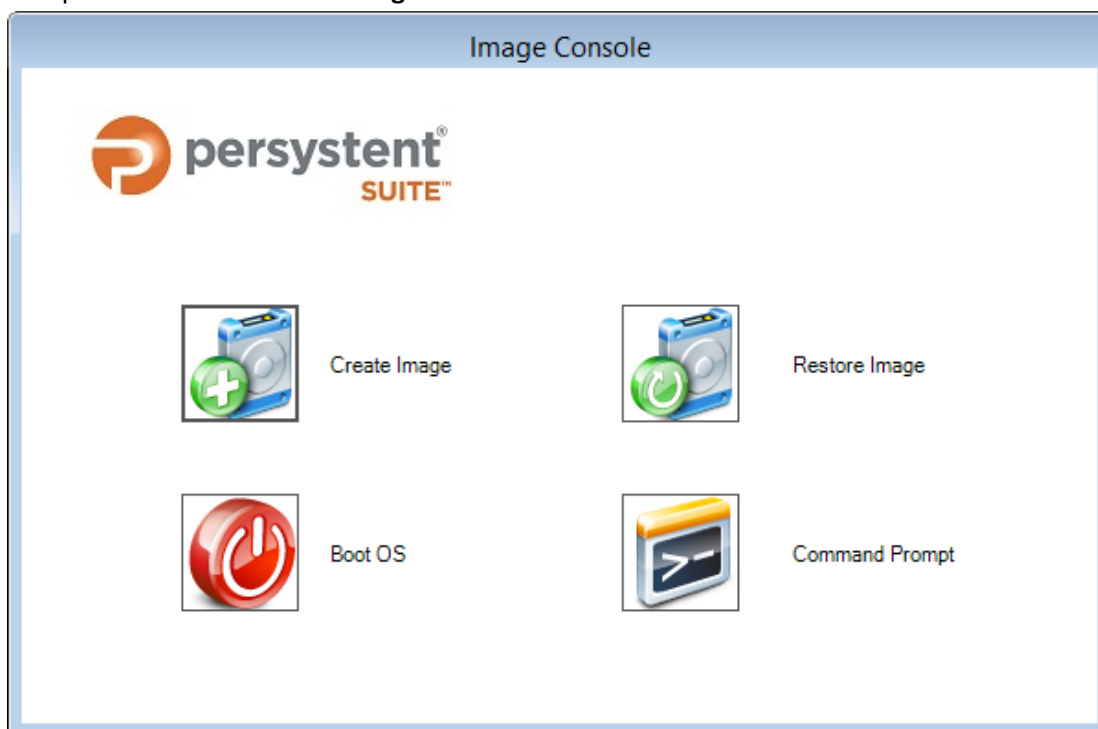 Image Console
persystent®
SUITE™
Create Image
Restore Image
Boot OS
Command Prompt